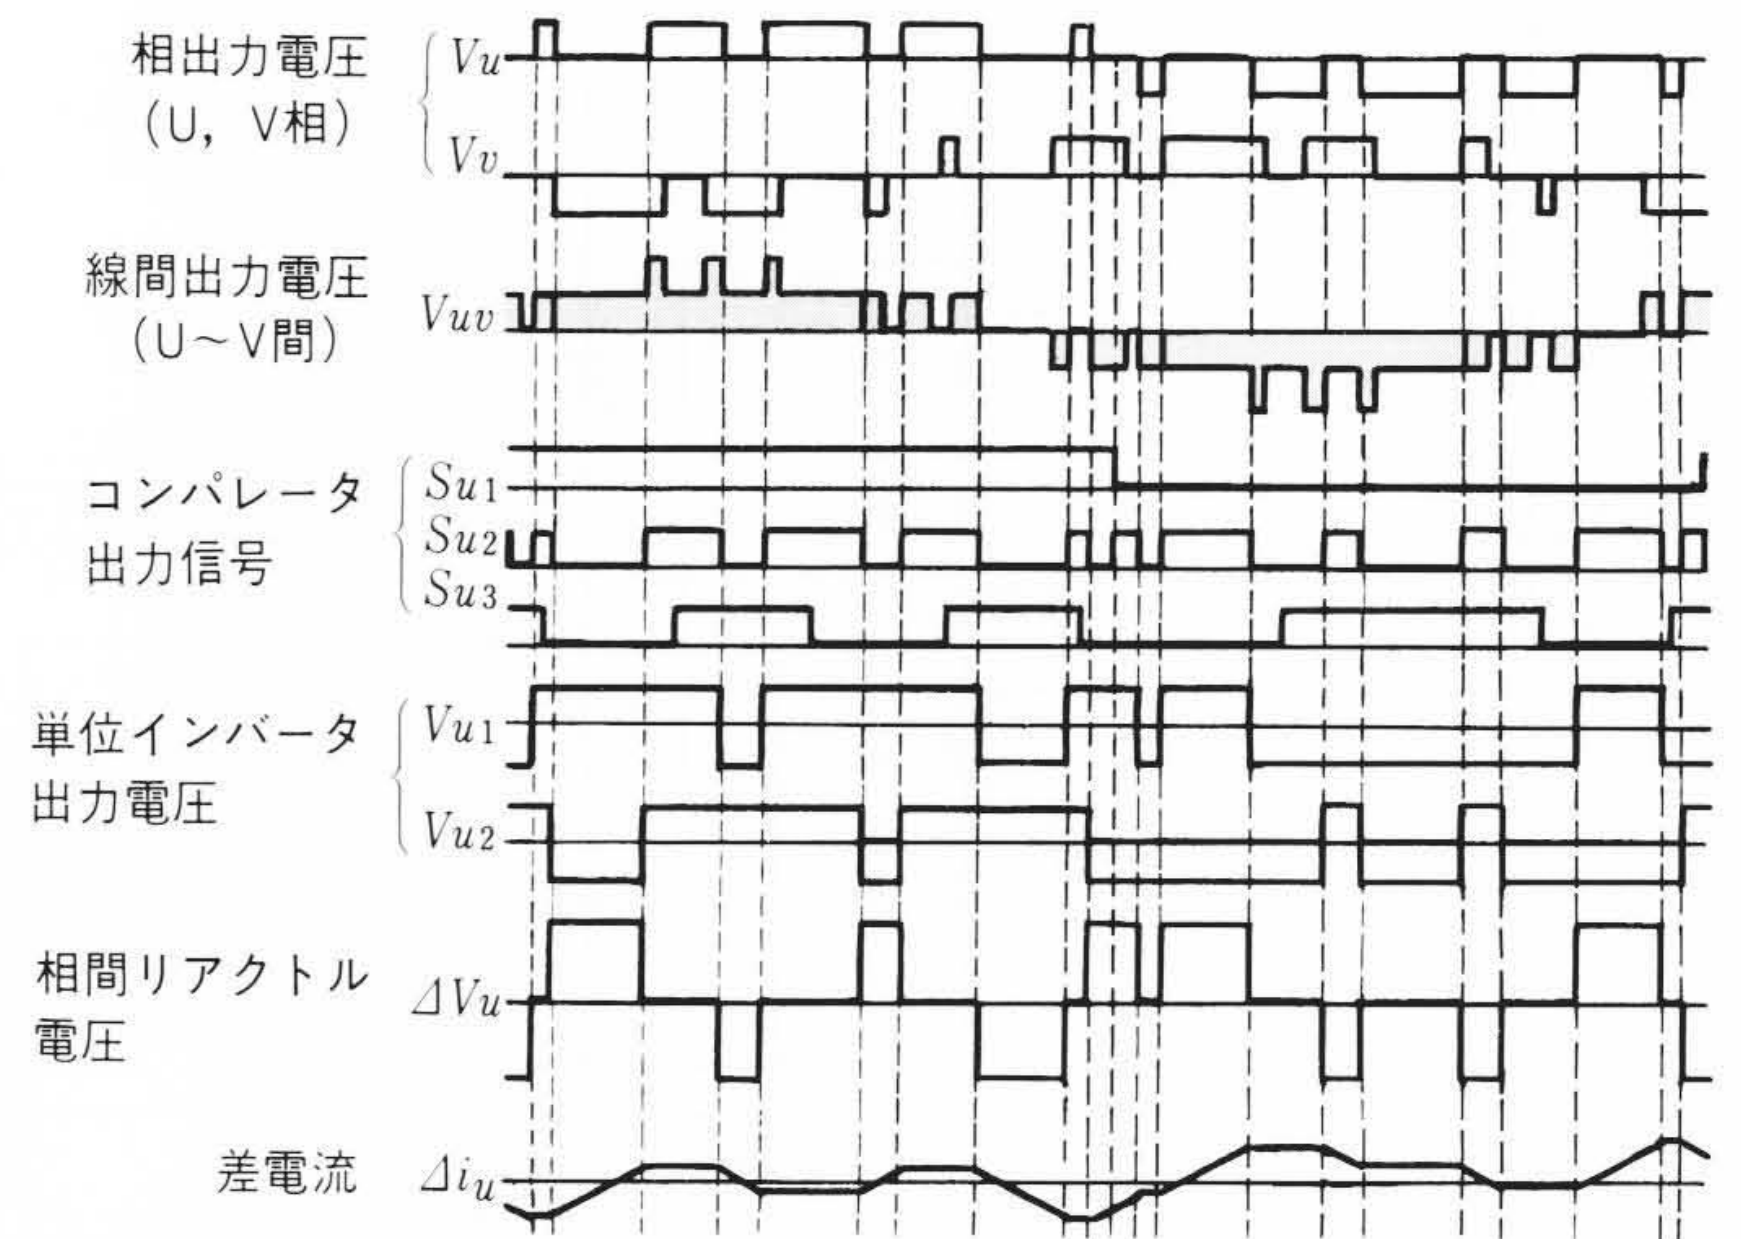 相出力電圧
(U, V相)
Vu
Vv
線間出力電圧
(U～V間)
Vuv
コンパレータ
出力信号
Su1
Su2
Su3
単位インバータ
出力電圧
Vu1
Vu2
相間リアクトル
電圧
ΔVu
差電流
Δiu